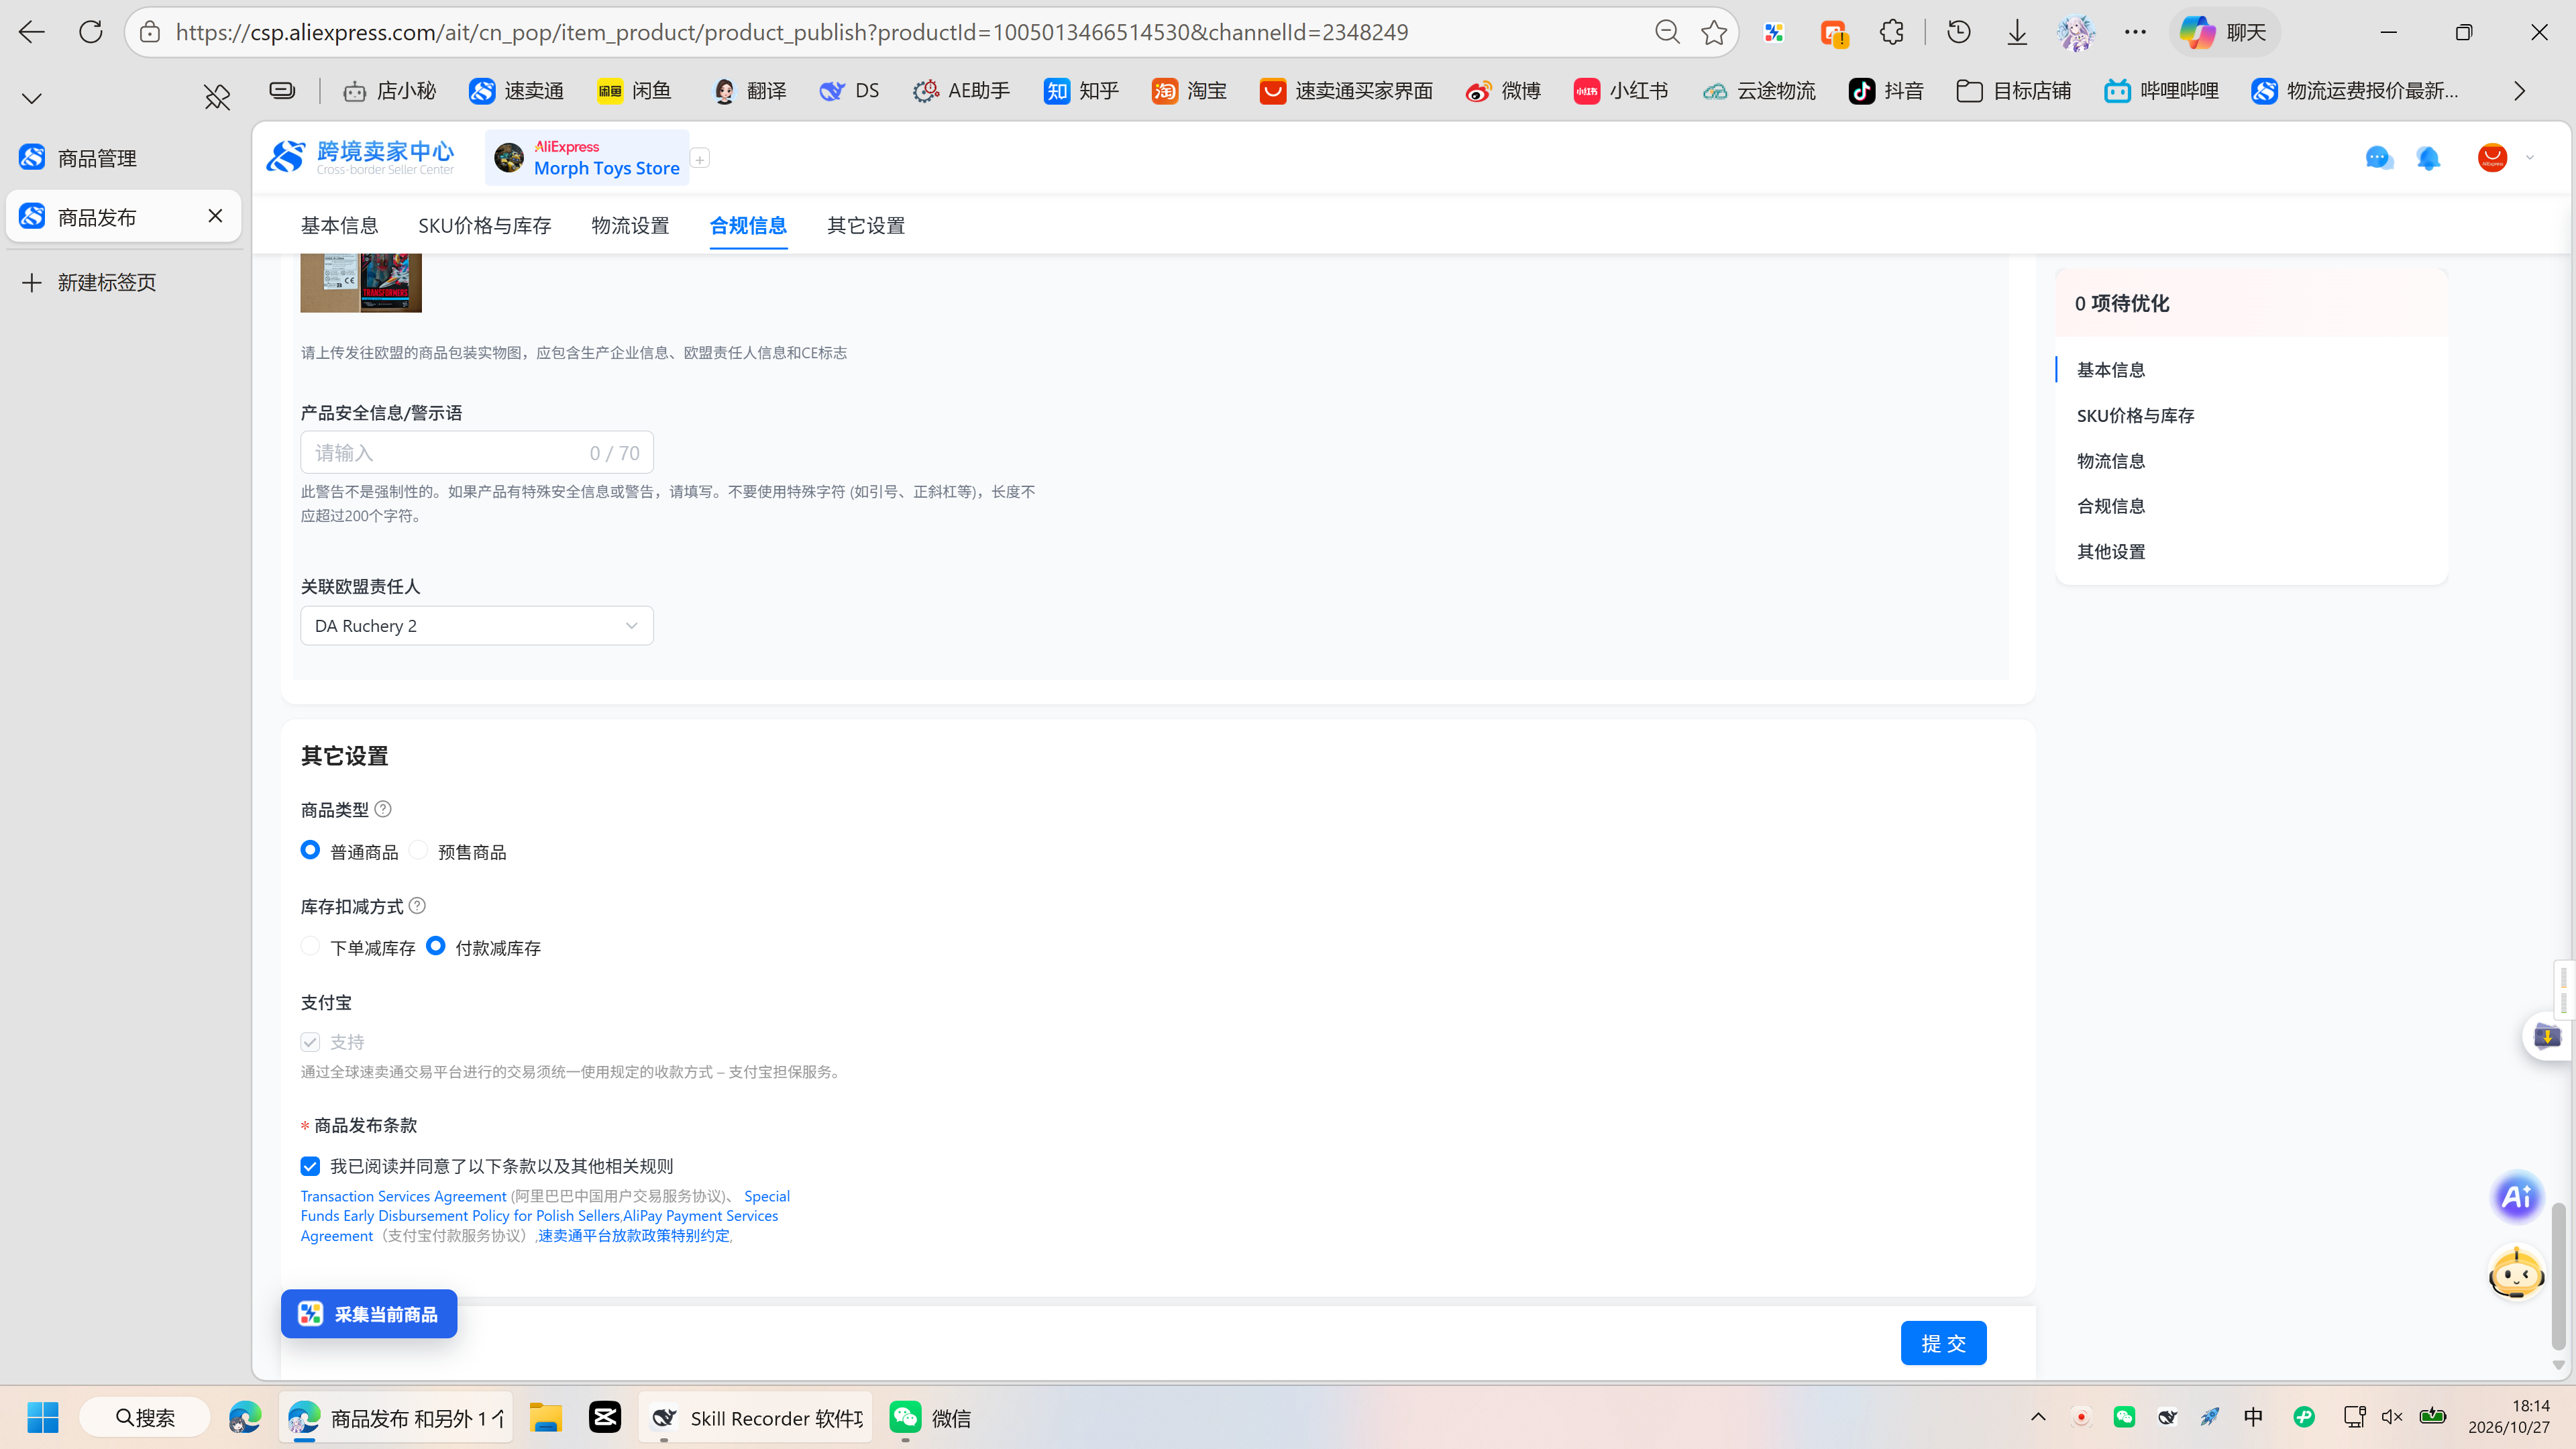 https://csp.aliexpress.com/ait/cn_pop/item_product/product_publish?productId=1005013466514530&channelId=2348249
聊天
店小秘
速卖通
闲鱼
翻译
DS
AE助手
知乎
淘宝
速卖通买家界面
微博
小红书
云途物流
抖音
目标店铺
哔哩哔哩
物流运费报价最新...
商品管理
商品发布
新建标签页
跨境卖家中心
Cross-border Seller Center
AliExpress
Morph Toys Store
基本信息
SKU价格与库存
物流设置
合规信息
其它设置
TRANSFORMERS
请上传发往欧盟的商品包装实物图，应包含生产企业信息、欧盟责任人信息和CE标志
产品安全信息/警示语
请输入
0 / 70
此警告不是强制性的。如果产品有特殊安全信息或警告，请填写。不要使用特殊字符 (如引号、正斜杠等)，长度不
应超过200个字符。
关联欧盟责任人
DA Ruchery 2
0 项待优化
基本信息
SKU价格与库存
物流信息
合规信息
其他设置
其它设置
商品类型
普通商品
预售商品
库存扣减方式
下单减库存
付款减库存
支付宝
支持
通过全球速卖通交易平台进行的交易须统一使用规定的收款方式 – 支付宝担保服务。
* 商品发布条款
我已阅读并同意了以下条款以及其他相关规则
Transaction Services Agreement (阿里巴巴中国用户交易服务协议)、 Special
Funds Early Disbursement Policy for Polish Sellers,AliPay Payment Services
Agreement（支付宝付款服务协议）,速卖通平台放款政策特别约定,
采集当前商品
提 交
Ai
搜索
商品发布 和另外 1 个
Skill Recorder 软件功
微信
中
18:14
2026/10/27